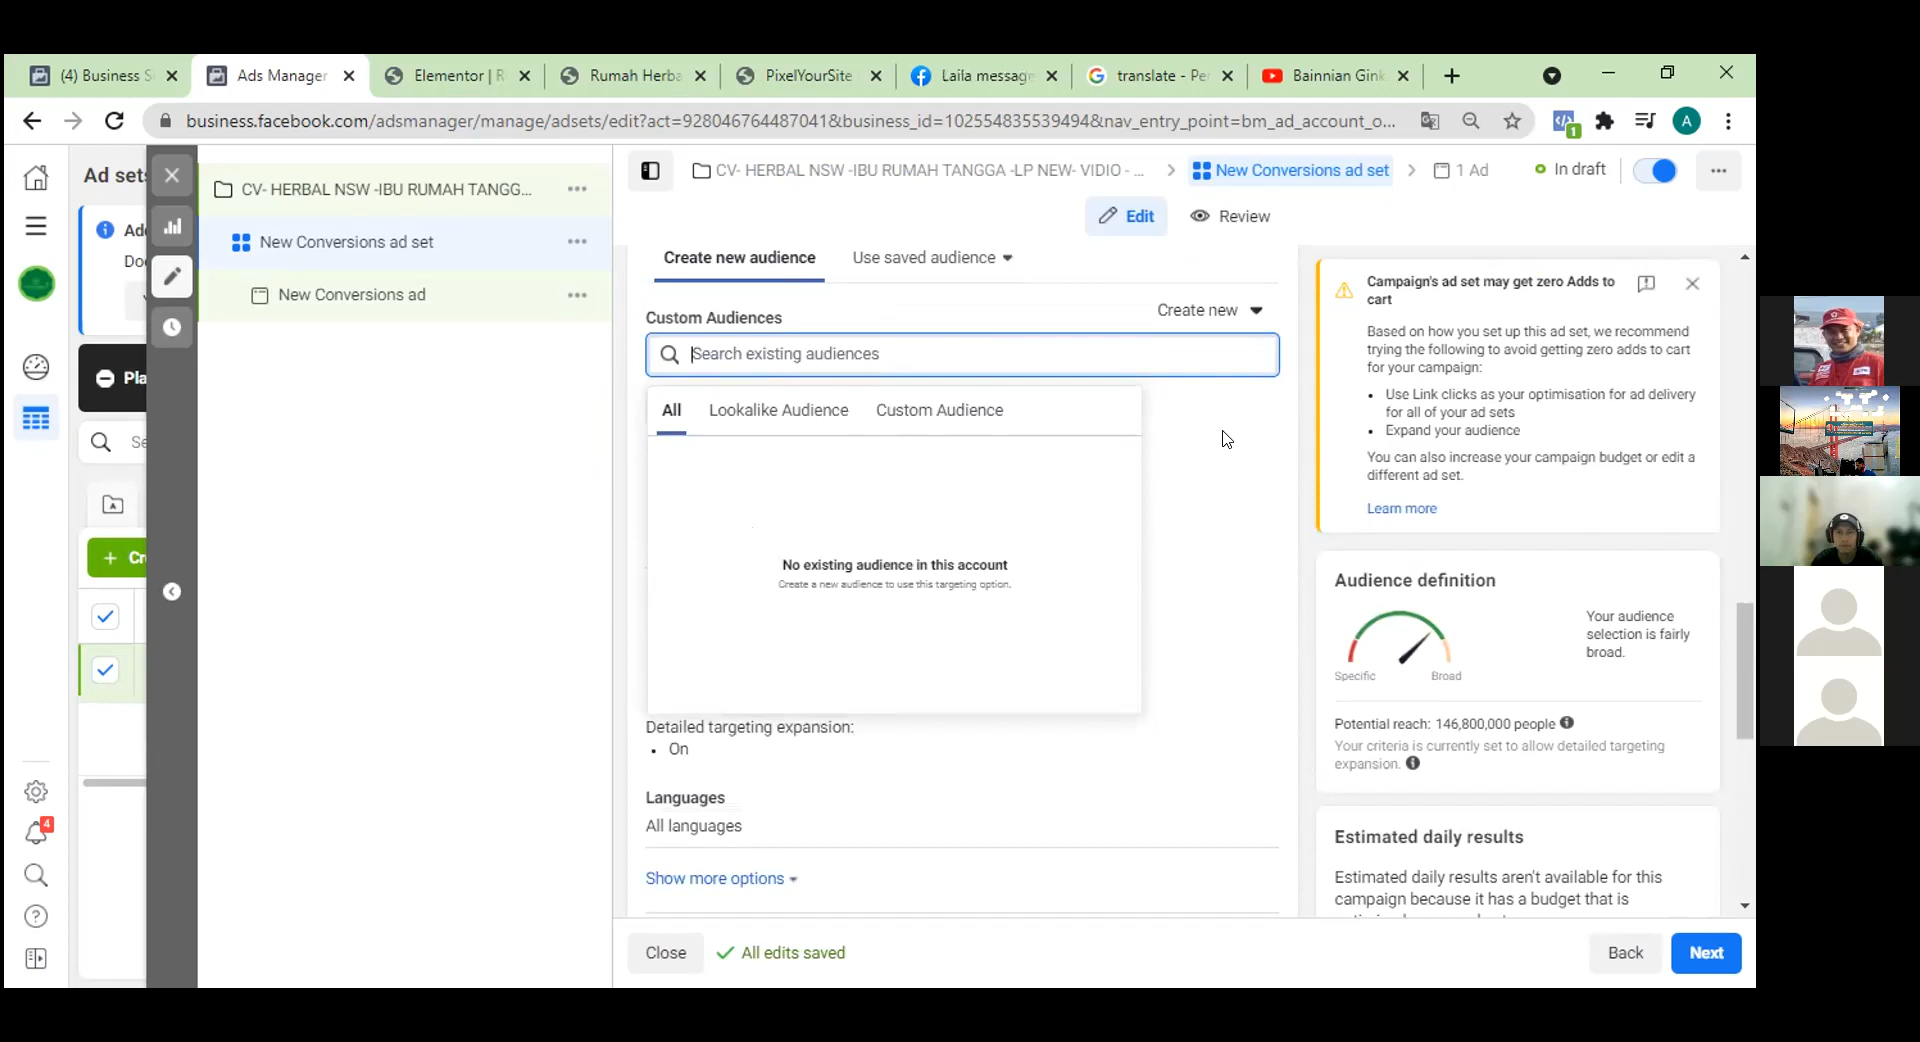 (4) Business S
Ads Manager
Elementor | R
Rumah Herba
PixelYourSite
Laila messag
translate - Pe
Bainnian Gink
business.facebook.com/adsmanager/manage/adsets/edit?act=928046764487041&business_id=102554835539494&nav_entry_point=bm_ad_account_o...
1
A
Ad sets
Add
Doe
Pla
Se
+ Cr
4
CV- HERBAL NSW -IBU RUMAH TANGG...
New Conversions ad set
New Conversions ad
CV- HERBAL NSW -IBU RUMAH TANGGA -LP NEW- VIDIO - ...
New Conversions ad set
1 Ad
In draft
Edit
Review
Create new audience
Use saved audience
Custom Audiences
Create new
Search existing audiences
All
Lookalike Audience
Custom Audience
No existing audience in this account
Create a new audience to use this targeting option.
Detailed targeting expansion:
• On
Languages
All languages
Show more options
Close
All edits saved
Back
Next
Campaign's ad set may get zero Adds to
cart
Based on how you set up this ad set, we recommend
trying the following to avoid getting zero adds to cart
for your campaign:
• Use Link clicks as your optimisation for ad delivery
for all of your ad sets
• Expand your audience
You can also increase your campaign budget or edit a
different ad set.
Learn more
Audience definition
Your audience
selection is fairly
broad.
Specific
Broad
Potential reach: 146,800,000 people
Your criteria is currently set to allow detailed targeting
expansion.
Estimated daily results
Estimated daily results aren't available for this
campaign because it has a budget that is